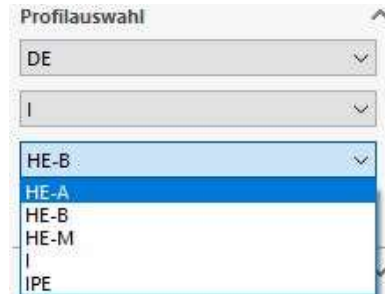 Profilauswahl
DE
I
HE-B
HE-A
HE-B
HE-M
I
IPE